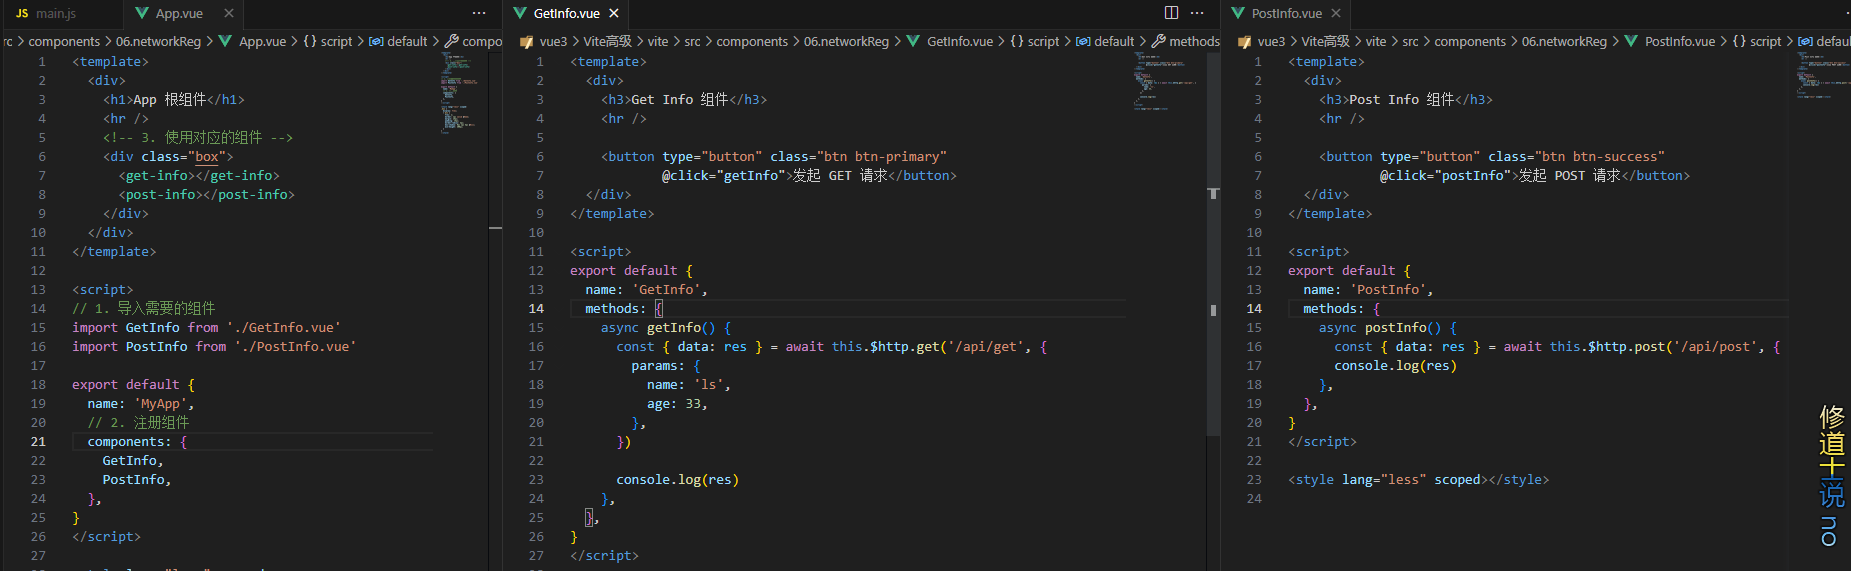 JS main.js
App.vue
rc > components > 06.networkReg > App.vue > {} script > default > compo
1 <template>
2 <div>
3 <h1>App 根组件</h1>
4 <hr />
5 <!-- 3. 使用对应的组件 -->
6 <div class="box">
7 <get-info></get-info>
8 <post-info></post-info>
9 </div>
10 </div>
11 </template>
12
13 <script>
14 // 1. 导入需要的组件
15 import GetInfo from './GetInfo.vue'
16 import PostInfo from './PostInfo.vue'
17
18 export default {
19 name: 'MyApp',
20 // 2. 注册组件
21 components: {
22 GetInfo,
23 PostInfo,
24 },
25 }
26 </script>
27
GetInfo.vue
vue3 > Vite高级 > vite > src > components > 06.networkReg > GetInfo.vue > {} script > default > methods
1 <template>
2 <div>
3 <h3>Get Info 组件</h3>
4 <hr />
5
6 <button type="button" class="btn btn-primary"
7 @click="getInfo">发起 GET 请求</button>
8 </div>
9 </template>
10
11 <script>
12 export default {
13 name: 'GetInfo',
14 methods: {
15 async getInfo() {
16 const { data: res } = await this.$http.get('/api/get', {
17 params: {
18 name: 'ls',
19 age: 33,
20 },
21 })
22
23 console.log(res)
24 },
25 },
26 }
27 </script>
PostInfo.vue
vue3 > Vite高级 > vite > src > components > 06.networkReg > PostInfo.vue > {} script > defaul
1 <template>
2 <div>
3 <h3>Post Info 组件</h3>
4 <hr />
5
6 <button type="button" class="btn btn-success"
7 @click="postInfo">发起 POST 请求</button>
8 </div>
9 </template>
10
11 <script>
12 export default {
13 name: 'PostInfo',
14 methods: {
15 async postInfo() {
16 const { data: res } = await this.$http.post('/api/post', {
17 console.log(res)
18 },
19 },
20 }
21 </script>
22
23 <style lang="less" scoped></style>
24
修道士说 no